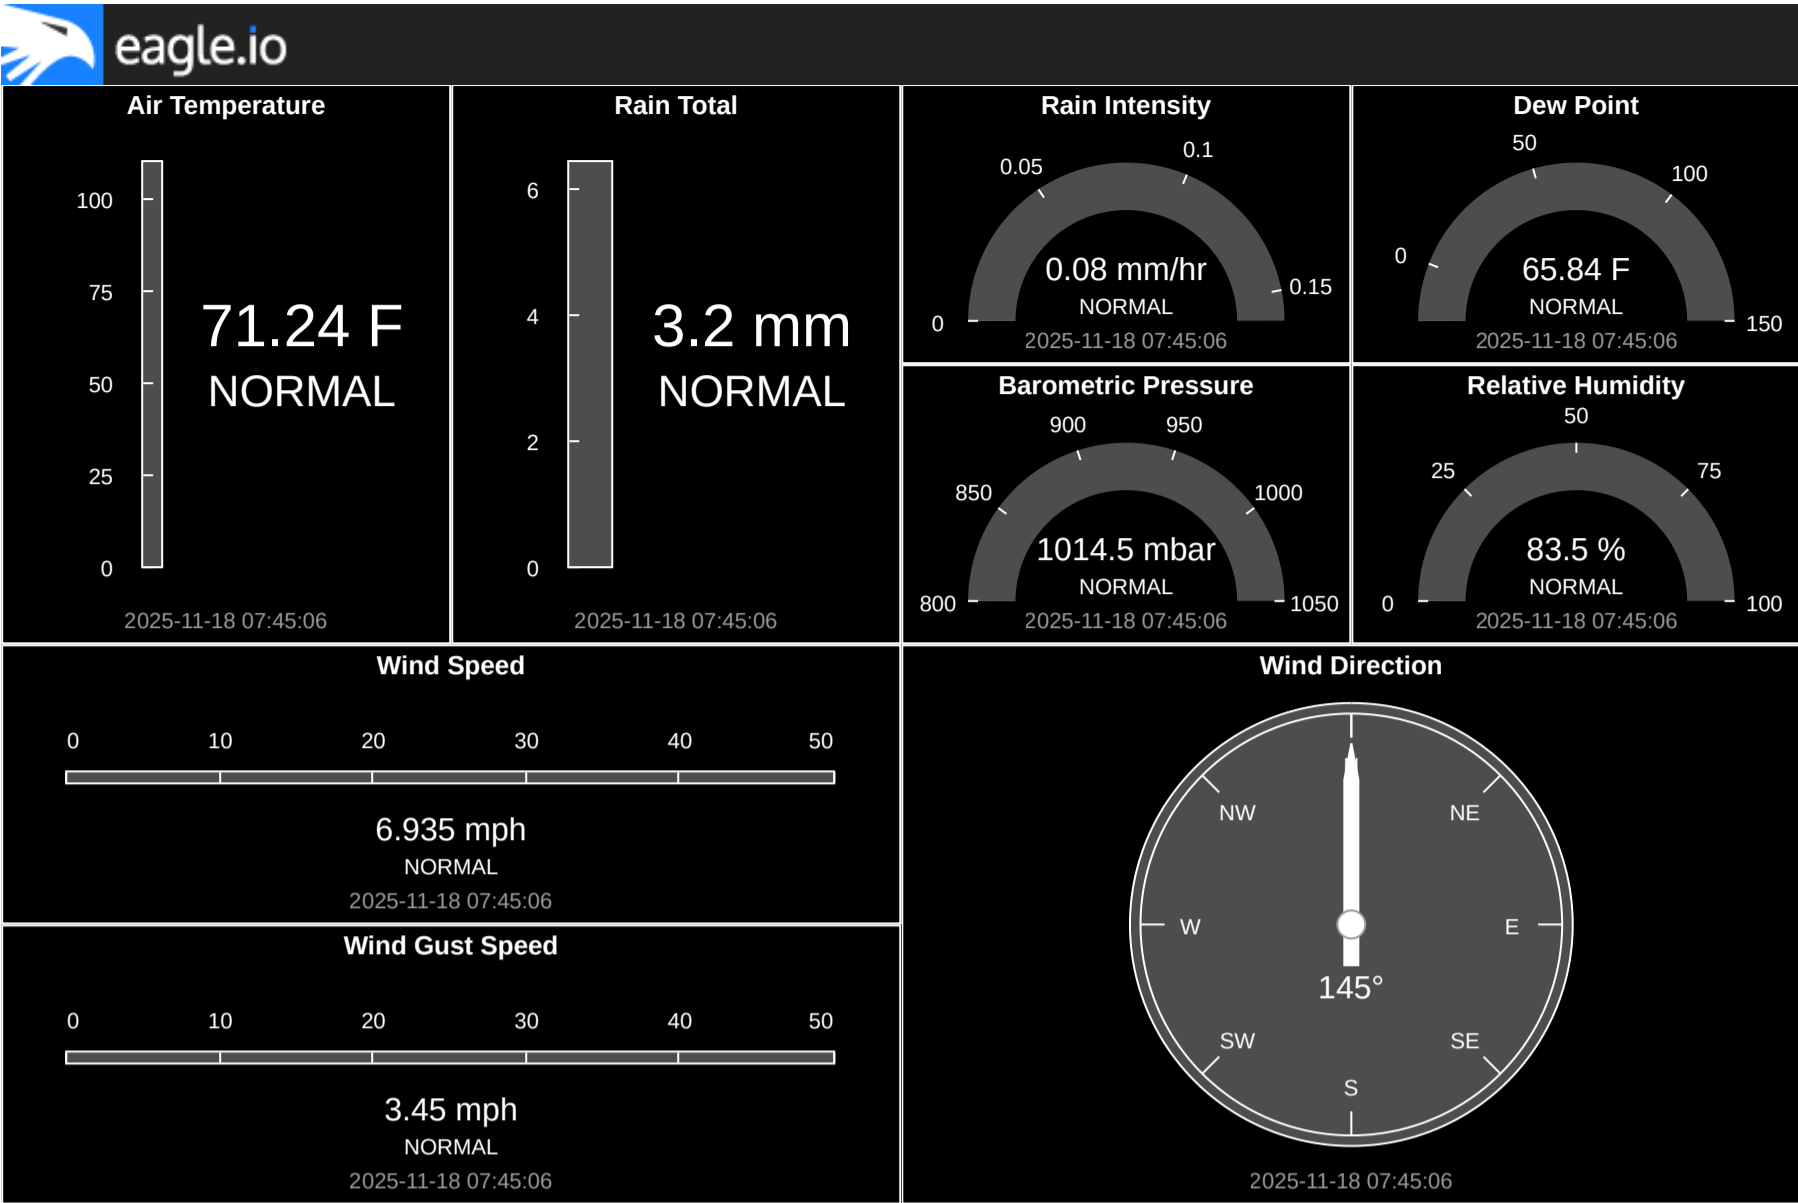 eagle.io
Air Temperature
100
75
50
25
0
71.24 F
NORMAL
2025-11-18 07:45:06
Rain Total
6
4
2
0
3.2 mm
NORMAL
2025-11-18 07:45:06
Rain Intensity
0
0.05
0.1
0.15
0.08 mm/hr
NORMAL
2025-11-18 07:45:06
Dew Point
0
50
100
150
65.84 F
NORMAL
2025-11-18 07:45:06
Barometric Pressure
800
850
900
950
1000
1050
1014.5 mbar
NORMAL
2025-11-18 07:45:06
Relative Humidity
0
25
50
75
100
83.5 %
NORMAL
2025-11-18 07:45:06
Wind Speed
0 10 20 30 40 50
6.935 mph
NORMAL
2025-11-18 07:45:06
Wind Gust Speed
0 10 20 30 40 50
3.45 mph
NORMAL
2025-11-18 07:45:06
Wind Direction
NW NE
W E
145°
SW SE
S
2025-11-18 07:45:06